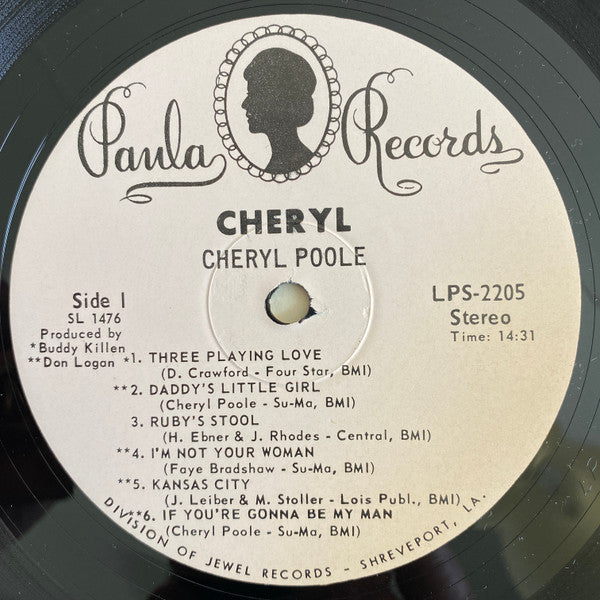 Paula Records
CHERYL
CHERYL POOLE
Side 1
SL 1476
Produced by
*Buddy Killen
**Don Logan
LPS-2205
Stereo
Time: 14:31
*1. THREE PLAYING LOVE
(D. Crawford - Four Star, BMI)
**2. DADDY'S LITTLE GIRL
(Cheryl Poole - Su-Ma, BMI)
3. RUBY'S STOOL
(H. Ebner & J. Rhodes - Central, BMI)
**4. I'M NOT YOUR WOMAN
(Faye Bradshaw - Su-Ma, BMI)
**5. KANSAS CITY
(J. Leiber & M. Stoller - Lois Publ., BMI)
**6. IF YOU'RE GONNA BE MY MAN
(Cheryl Poole - Su-Ma, BMI)
DIVISION OF JEWEL RECORDS - SHREVEPORT, LA.